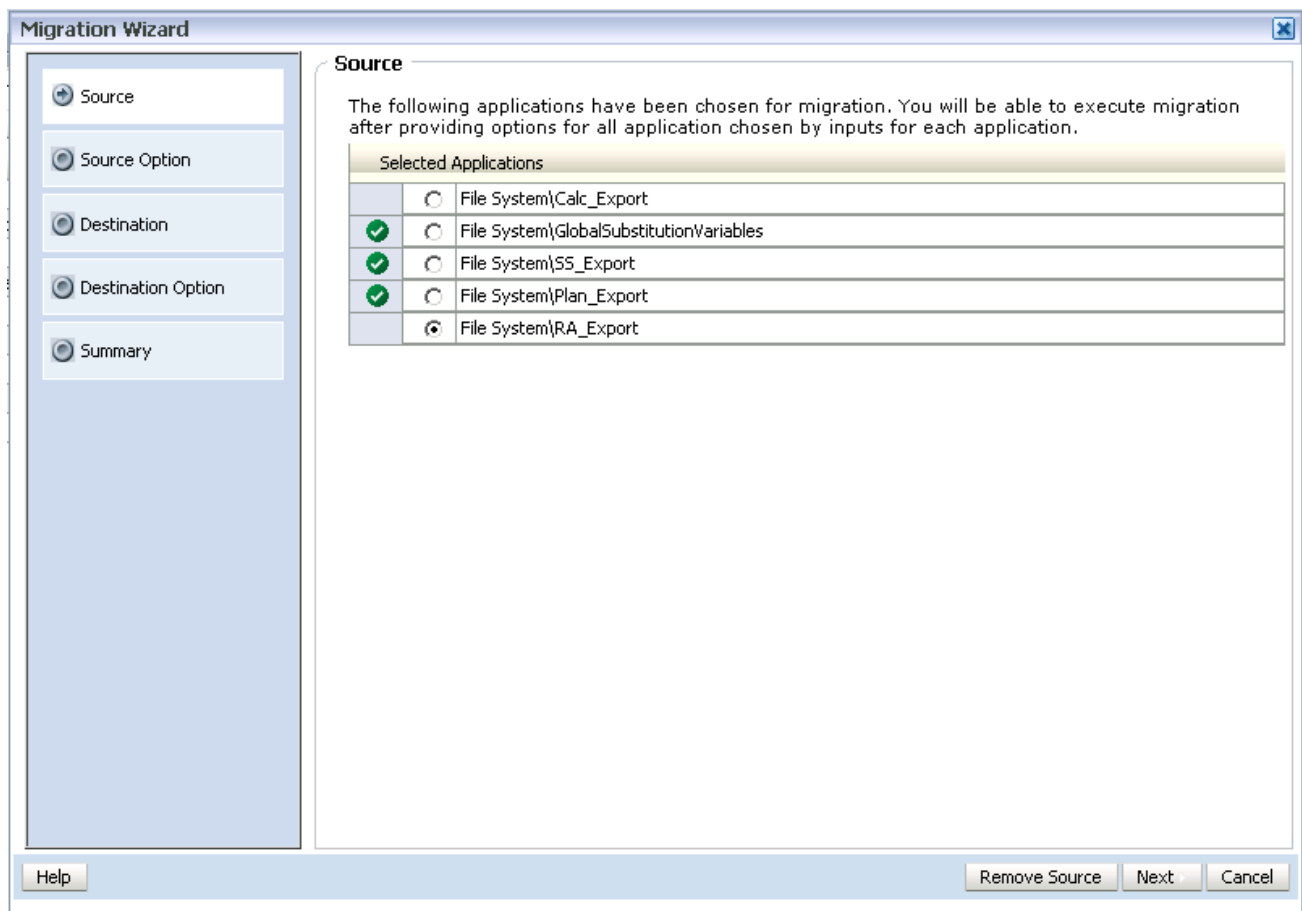 Migration Wizard
Source
Source Option
Destination
Destination Option
Summary
Source
The following applications have been chosen for migration. You will be able to execute migration
after providing options for all application chosen by inputs for each application.
Selected Applications
File System\Calc_Export
File System\GlobalSubstitutionVariables
File System\SS_Export
File System\Plan_Export
File System\RA_Export
Help
Remove Source
Next
Cancel